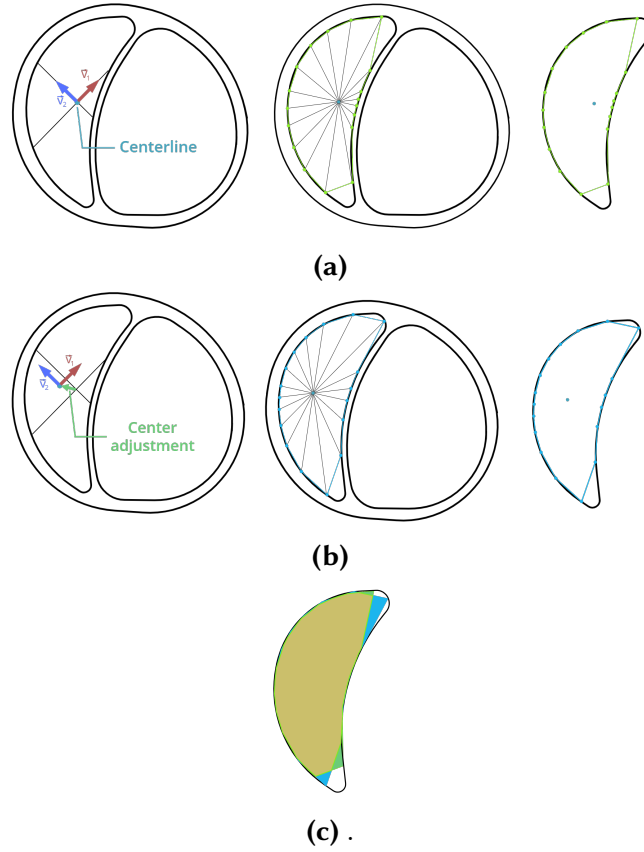 V⃗₁
V⃗₂
Centerline
(a)
V⃗₁
V⃗₂
Center
adjustment
(b)
(c) .